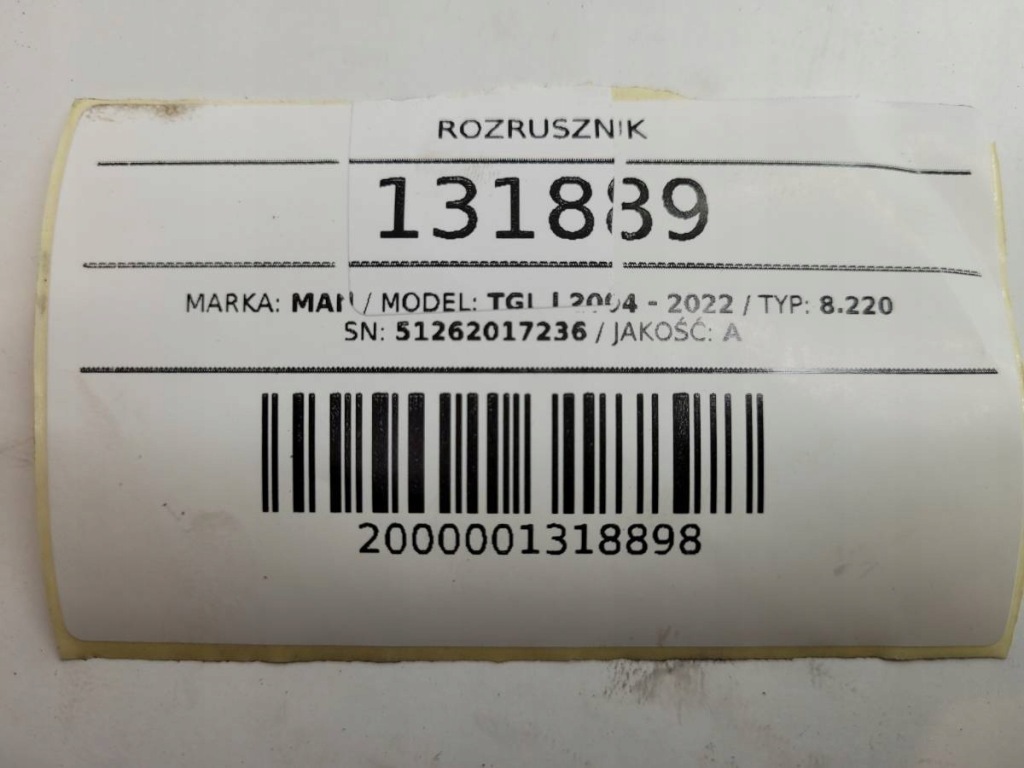 ROZRUSZNIK
131889
MARKA: MAN / MODEL: TGL I 2004 - 2022 / TYP: 8.220
SN: 51262017236 / JAKOŚĆ: A
2000001318898